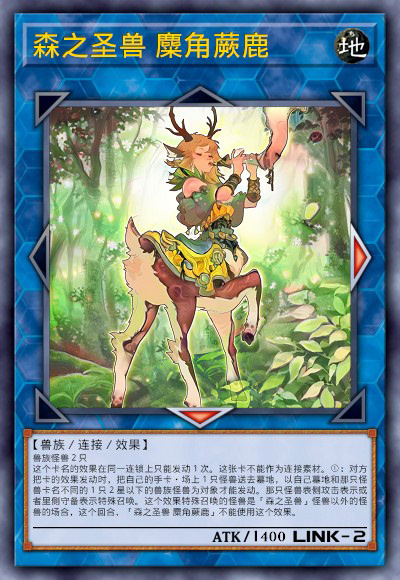 森之圣兽 麋角蕨鹿
地
【兽族／连接／效果】
兽族怪兽2只
这个卡名的效果在同一连锁上只能发动1次。这张卡不能作为连接素材。①：对方
把卡的效果发动时，把自己的手卡·场上1只怪兽送去墓地，以自己墓地和那只怪
兽卡名不同的1只2星以下的兽族怪兽为对象才能发动。那只怪兽表侧攻击表示或
者里侧守备表示特殊召唤。这个效果特殊召唤的怪兽是「森之圣兽」怪兽以外的怪
兽的场合，这个回合，「森之圣兽 麋角蕨鹿」不能使用这个效果。
ATK/1400 LINK-2